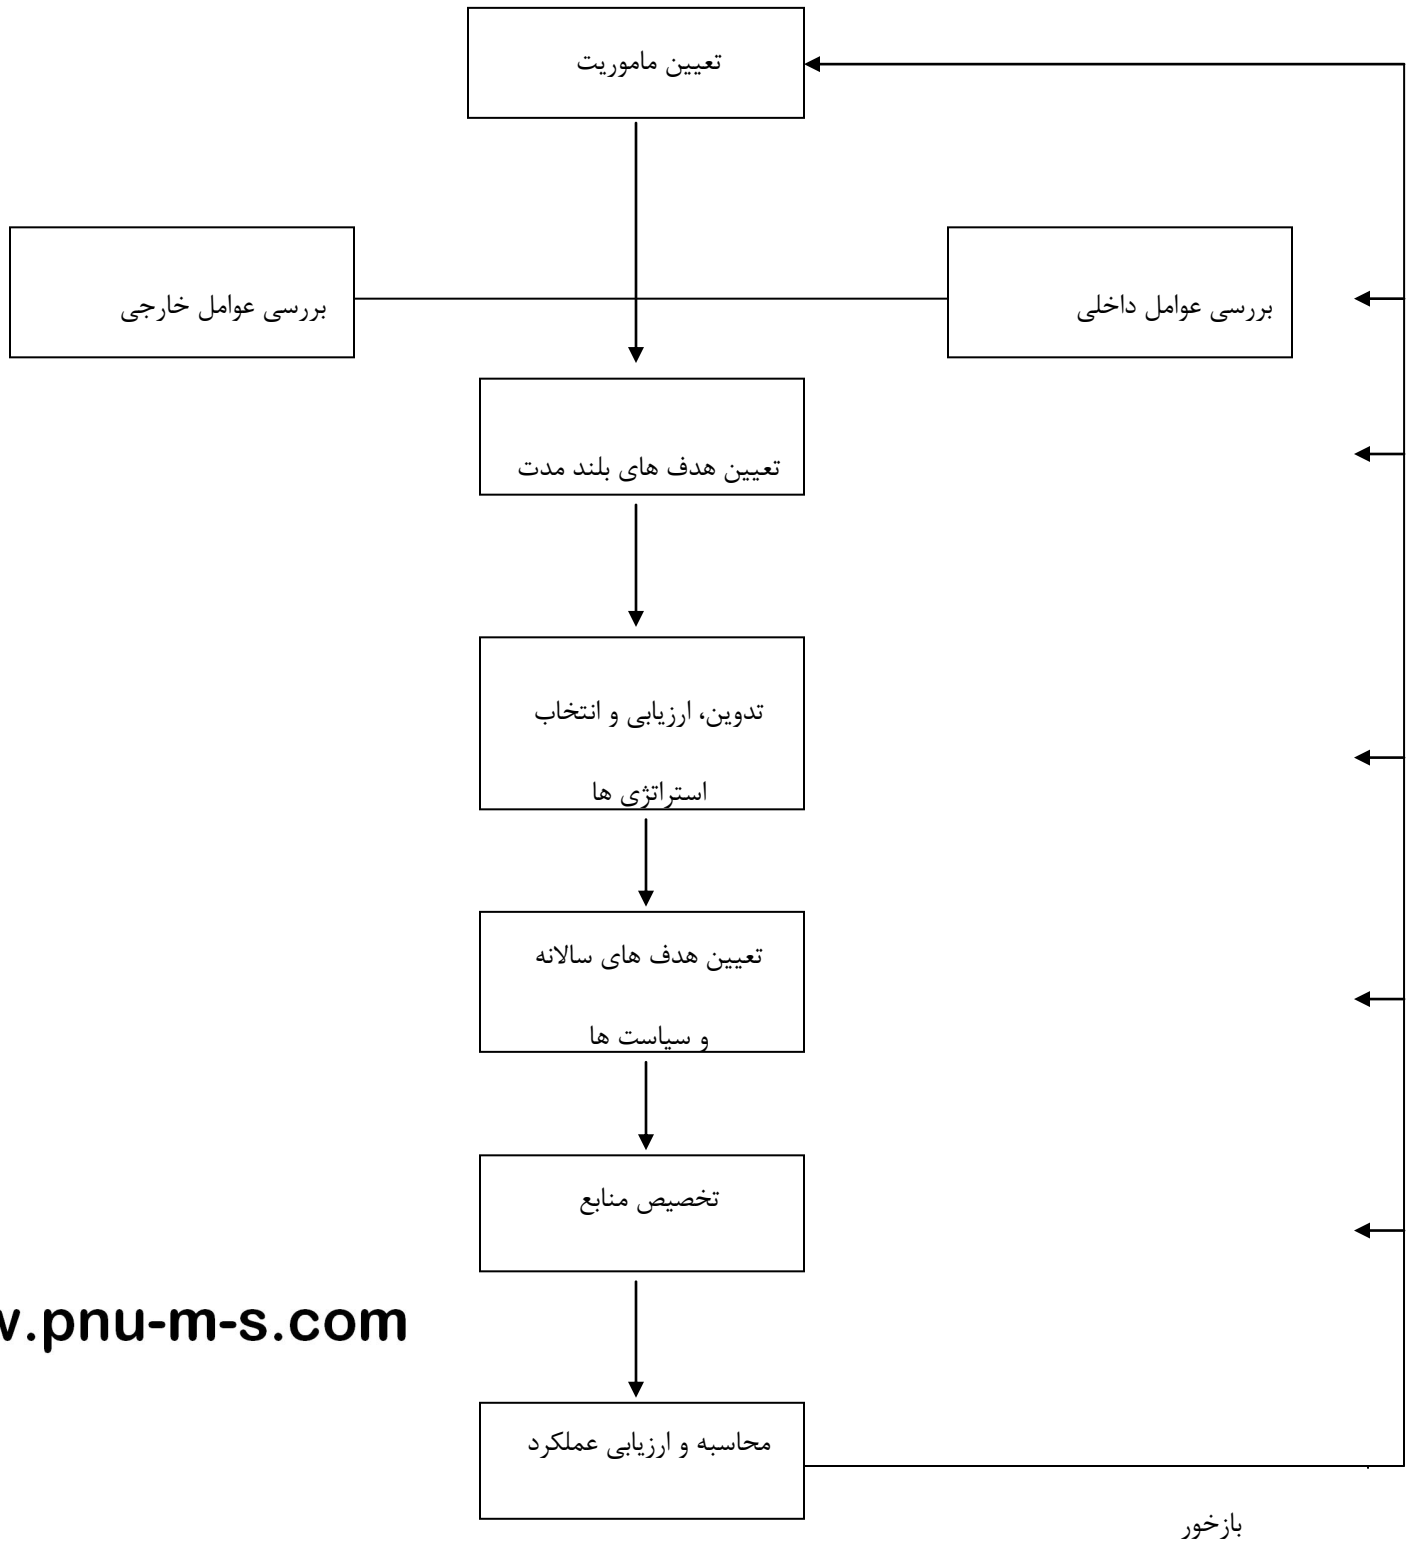 تعیین ماموریت
بررسی عوامل داخلی
بررسی عوامل خارجی
تعیین هدف های بلند مدت
تدوین، ارزیابی و انتخاب
استراتژی ها
تعیین هدف های سالانه
و سیاست ها
تخصیص منابع
.pnu-m-s.com
محاسبه و ارزیابی عملکرد
بازخور